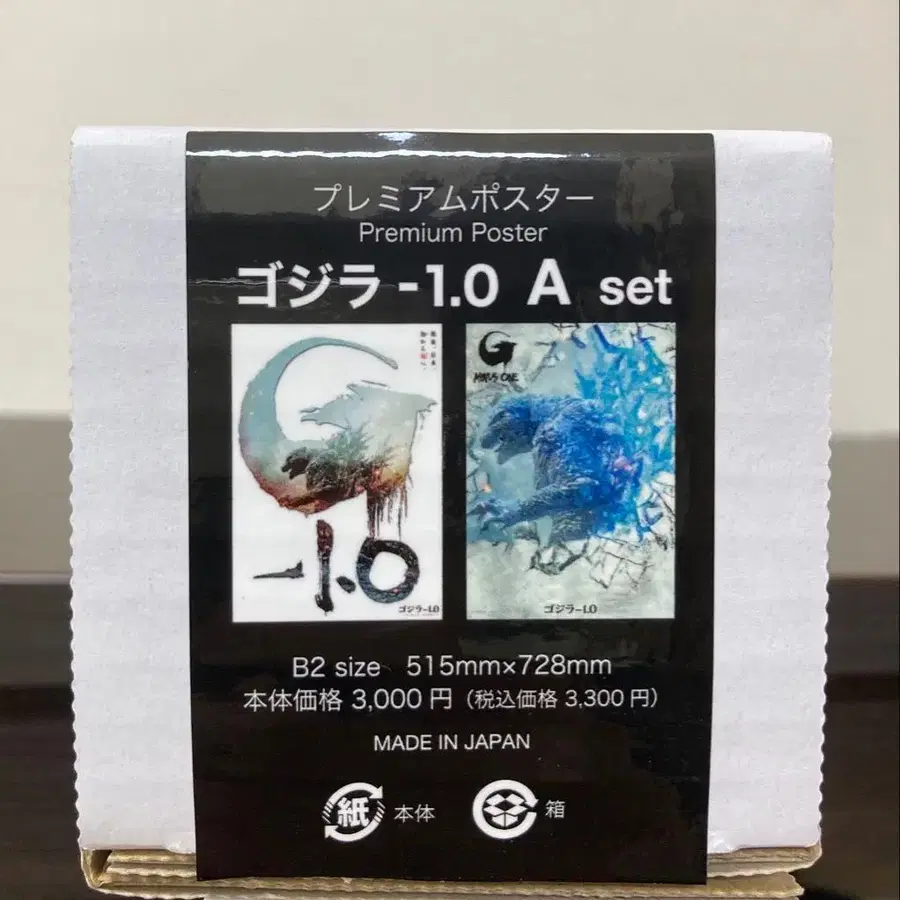 プレミアムポスター
Premium Poster
ゴジラ -1.0 A set
-1.0
ゴジラ-1.0
MINUS ONE
ゴジラ-1.0
B2 size 515mm×728mm
本体価格 3,000 円（税込価格 3,300 円）
MADE IN JAPAN
紙 本体 箱